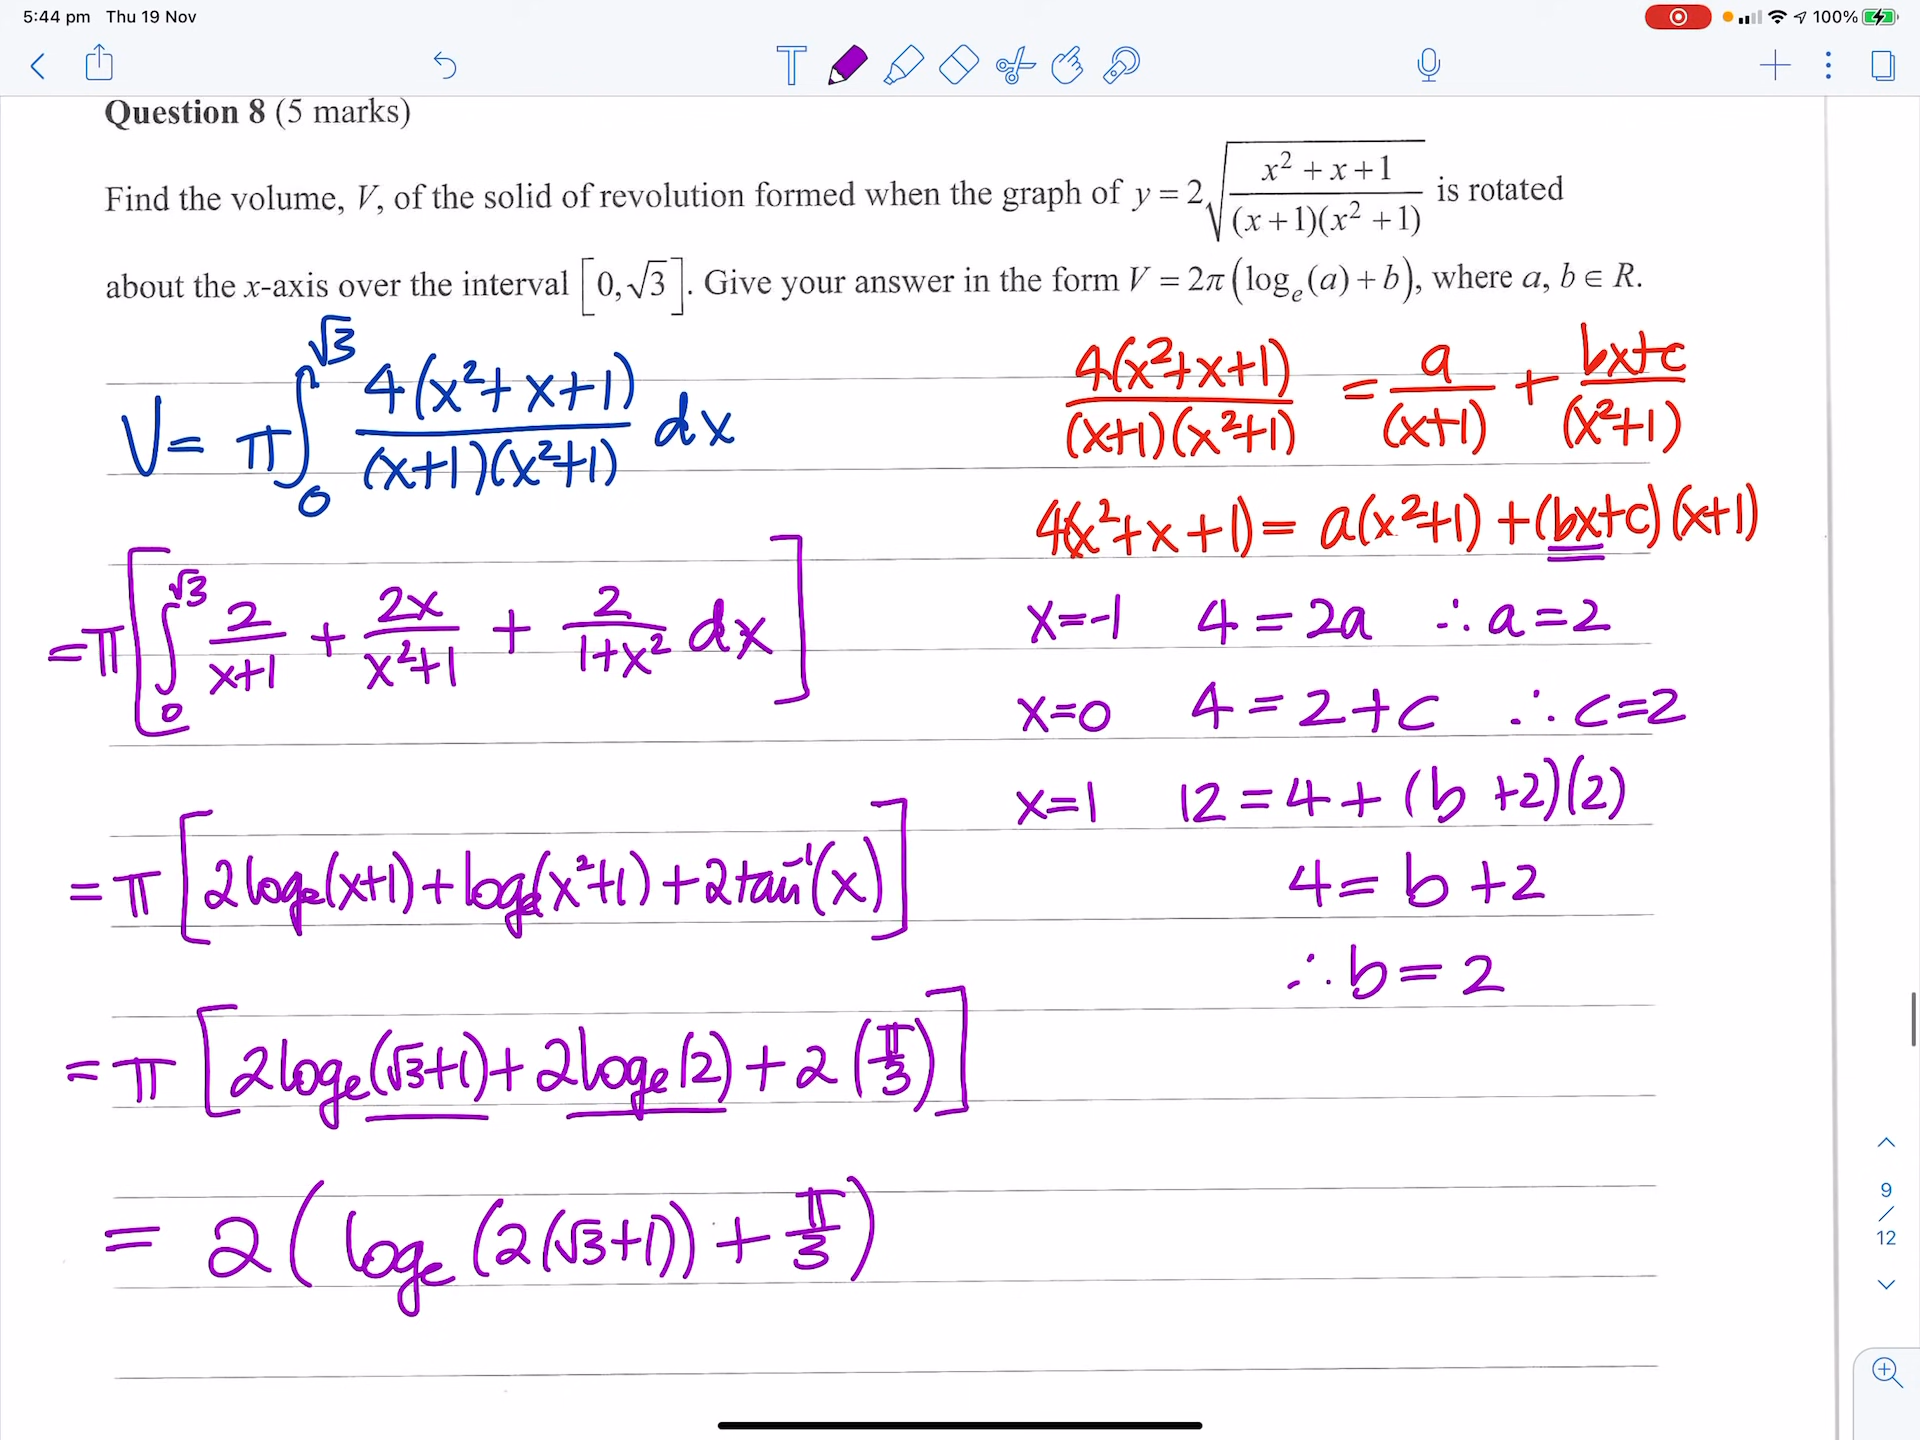 5:44 pm Thu 19 Nov
100%
Question 8 (5 marks)
Find the volume, V, of the solid of revolution formed when the graph of y = 2√((x² + x + 1)/((x + 1)(x² + 1))) is rotated
about the x-axis over the interval [0, √3]. Give your answer in the form V = 2π(logₑ(a) + b), where a, b ∈ R.
V = π∫₀^√3 4(x² + x + 1)/((x+1)(x²+1)) dx
= π[∫₀^√3 2/(x+1) + 2x/(x²+1) + 2/(1+x²) dx]
= π[2logₑ(x+1) + logₑ(x²+1) + 2tan⁻¹(x)]
= π[2logₑ(√3+1) + 2logₑ(2) + 2(π/3)]
= 2(logₑ(2(√3+1)) + π/3)
4(x²+x+1)/((x+1)(x²+1)) = a/(x+1) + (bx+c)/(x²+1)
4(x²+x+1) = a(x²+1) + (bx+c)(x+1)
x=-1 4 = 2a ∴ a=2
x=0 4 = 2+c ∴ c=2
x=1 12 = 4 + (b +2)(2)
4 = b +2
∴ b = 2
9
/
12